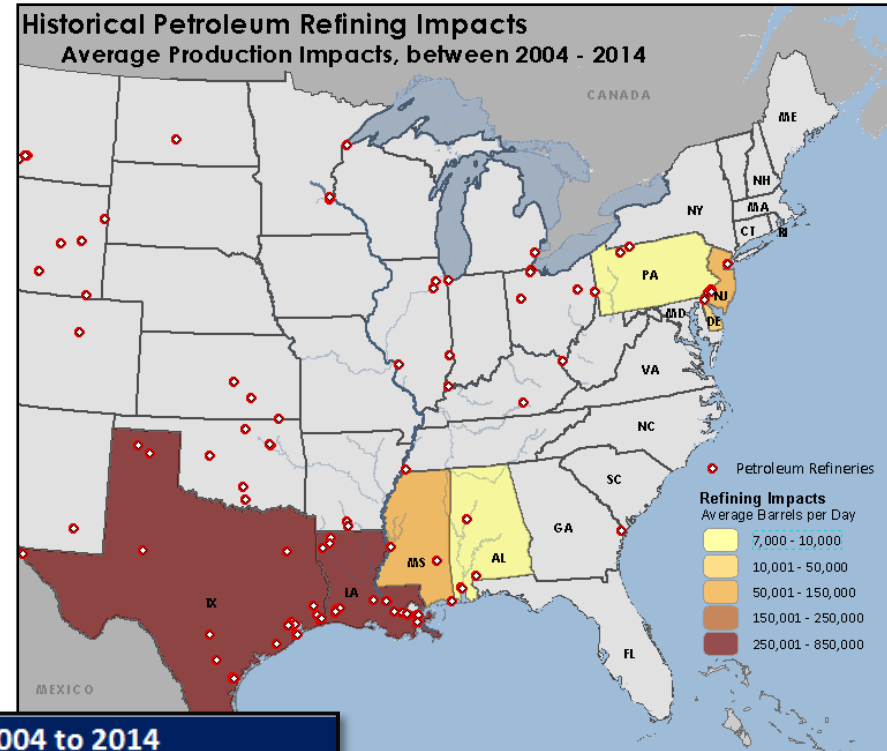 Historical Petroleum Refining Impacts
Average Production Impacts, between 2004 - 2014
CANADA
ME
NH
NY
MA
CT
RI
PA
NJ
MD
DE
VA
NC
SC
MS
AL
GA
LA
TX
FL
MEXICO
Petroleum Refineries
Refining Impacts
Average Barrels per Day
7,000 - 10,000
10,001 - 50,000
50,001 - 150,000
150,001 - 250,000
250,001 - 850,000
004 to 2014